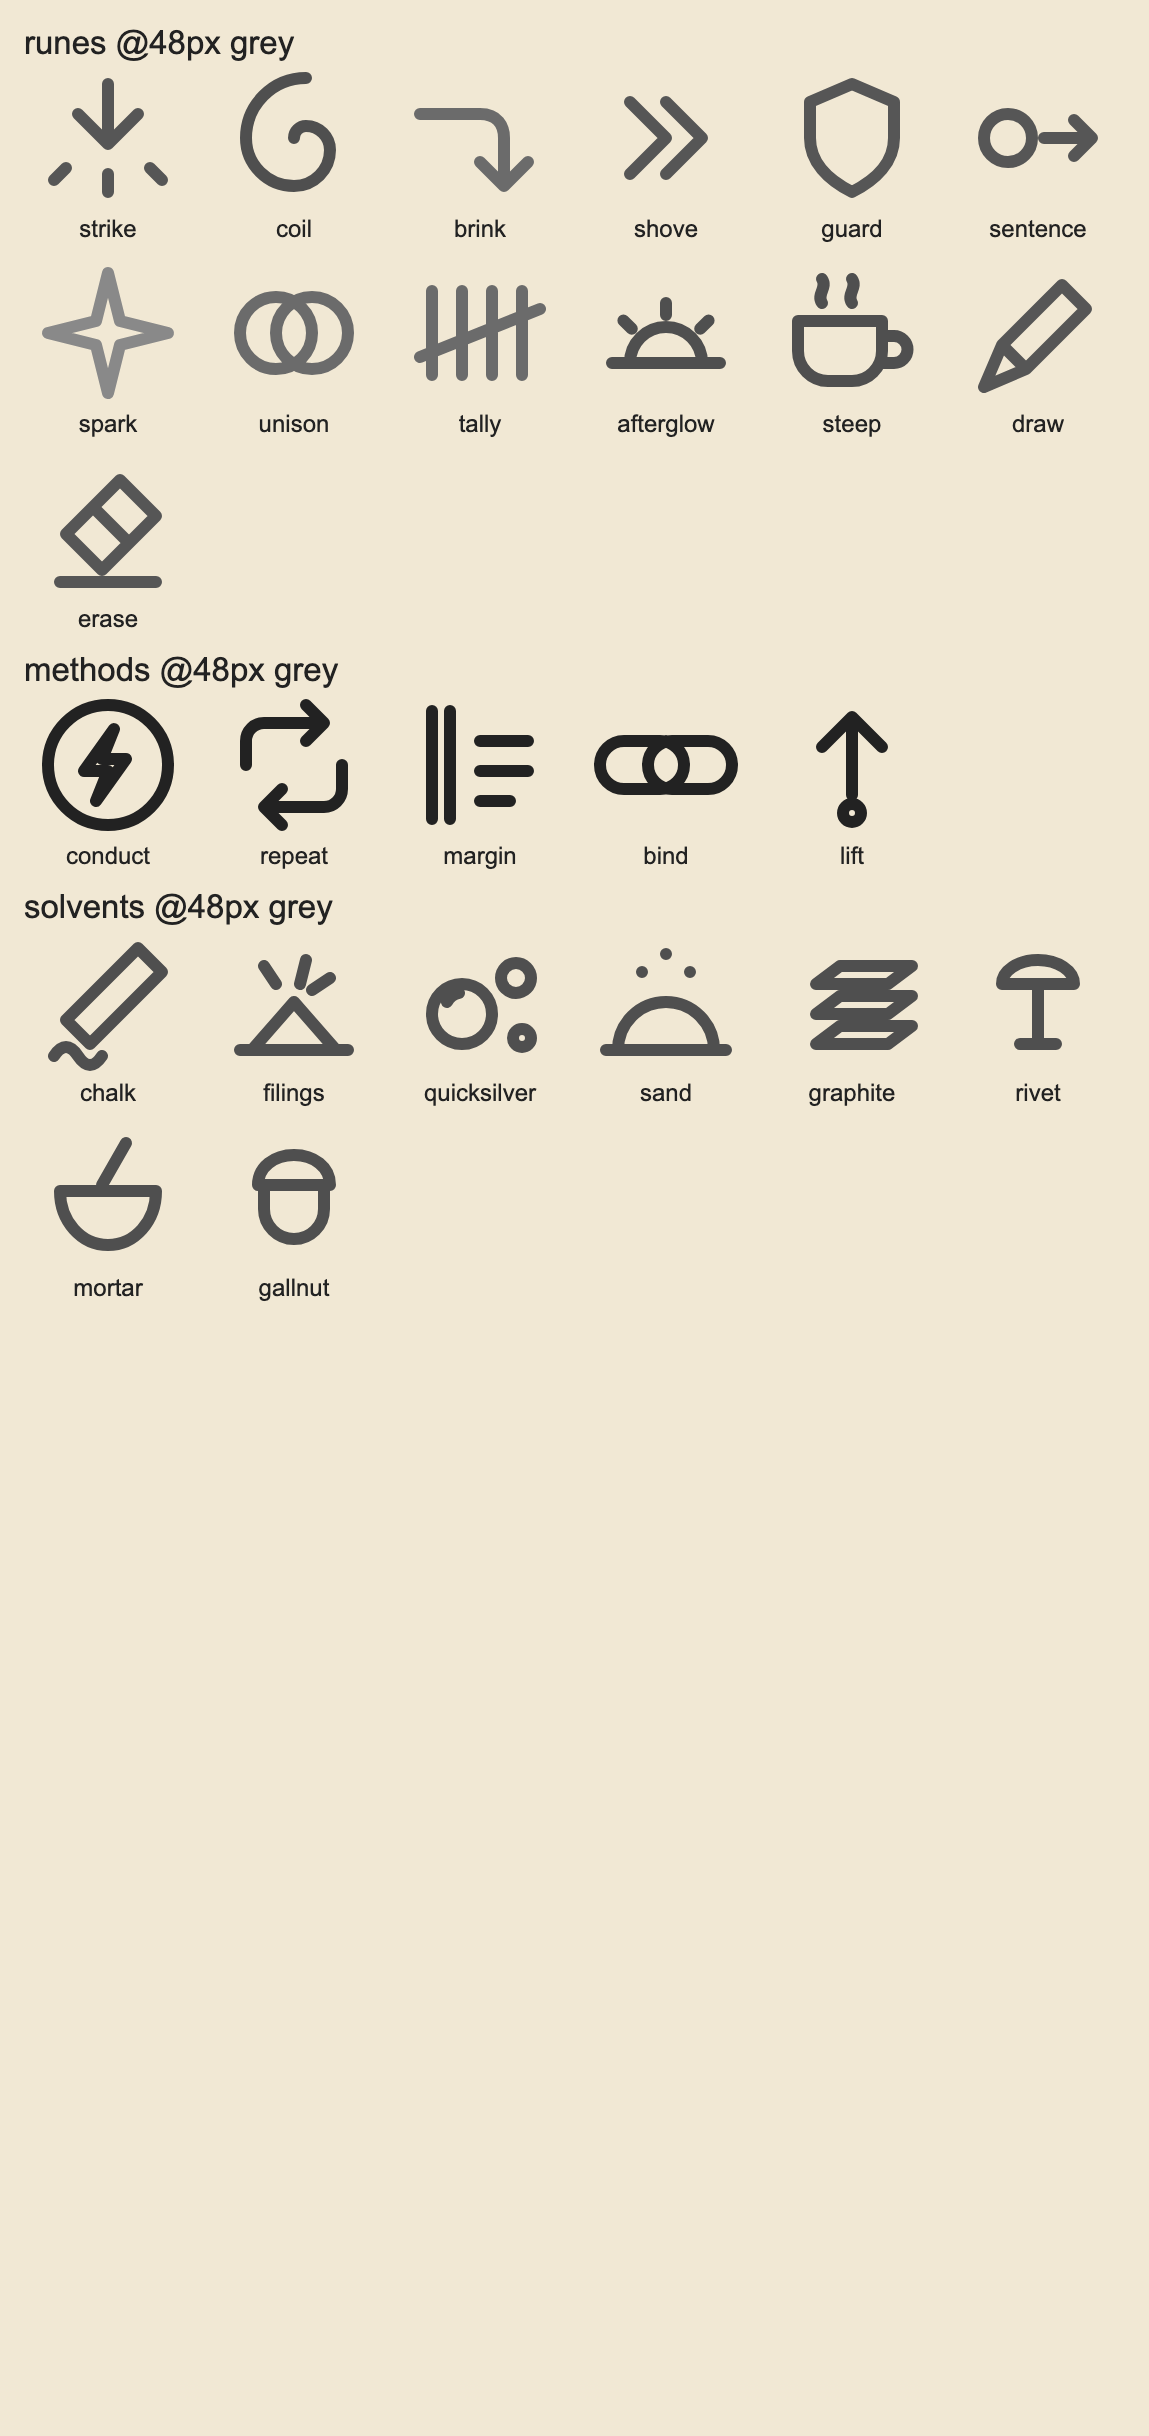 runes @48px grey
strike coil brink shove guard sentence
spark unison tally afterglow steep draw
erase
methods @48px grey
conduct repeat margin bind lift
solvents @48px grey
chalk filings quicksilver sand graphite rivet
mortar gallnut